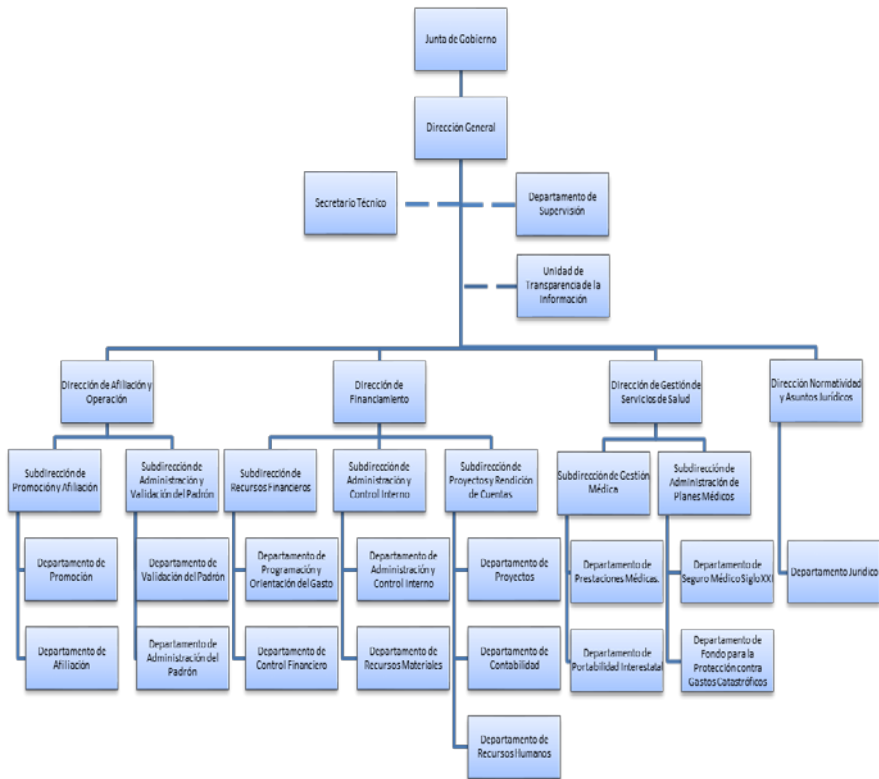 Junta de Gobierno
Dirección General
Secretario Técnico
Departamento de
Supervisión
Unidad de
Transparencia de la
Información
Dirección de Afiliación y
Operación
Dirección de
Financiamiento
Dirección de Gestión de
Servicios de Salud
Dirección Normatividad
y Asuntos Jurídicos
Subdirección de
Promoción y Afiliación
Subdirección de
Administración y
Validación del Padrón
Subdirección de
Recursos Financieros
Subdirección de
Administración y
Control Interno
Subdirección de
Proyectos y Rendición
de Cuentas.
Subdirección de Gestión
Médica
Subdirección de
Administración de
Planes Médicos
Departamento de
Promoción
Departamento de
Validación del Padrón
Departamento de
Programación y
Orientación del Gasto
Departamento de
Administración y
Control Interno
Departamento de
Proyectos
Departamento de
Prestaciones Médicas.
Departamento de
Seguro Médico Siglo XXI
Departamento Jurídico
Departamento de
Afiliación
Departamento de
Administración del
Padrón
Departamento de
Control Financiero
Departamento de
Recursos Materiales
Departamento de
Contabilidad
Departamento de
Portabilidad Interestatal
Departamento de
Fondo para la
Protección contra
Gastos Catastróficos
Departamento de
Recursos Humanos